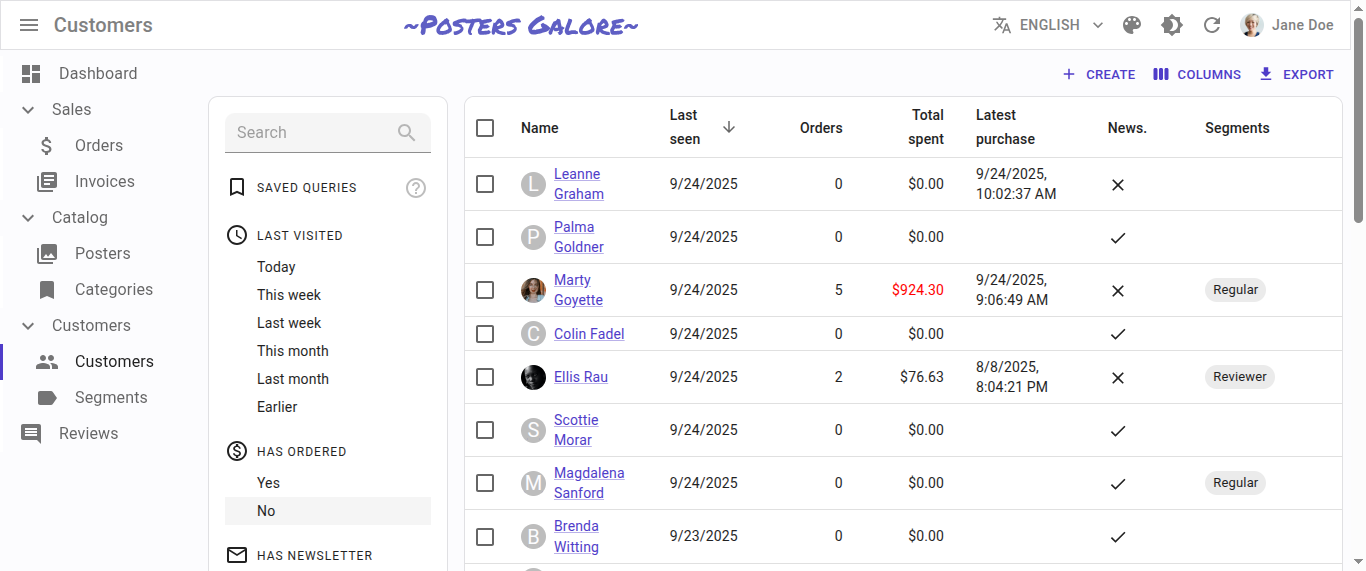 Customers
~Posters Galore~
ENGLISH
Jane Doe
Dashboard
Sales
Orders
Invoices
Catalog
Posters
Categories
Customers
Customers
Segments
Reviews
CREATE
COLUMNS
EXPORT
Search
SAVED QUERIES
?
LAST VISITED
Today
This week
Last week
This month
Last month
Earlier
HAS ORDERED
Yes
No
HAS NEWSLETTER
Name
Last
seen
Orders
Total
spent
Latest
purchase
News.
Segments
L
Leanne
Graham
9/24/2025
0
$0.00
9/24/2025,
10:02:37 AM
P
Palma
Goldner
9/24/2025
0
$0.00
Marty
Goyette
9/24/2025
5
$924.30
9/24/2025,
9:06:49 AM
Regular
C
Colin Fadel
9/24/2025
0
$0.00
Ellis Rau
9/24/2025
2
$76.63
8/8/2025,
8:04:21 PM
Reviewer
S
Scottie
Morar
9/24/2025
0
$0.00
M
Magdalena
Sanford
9/24/2025
0
$0.00
Regular
B
Brenda
Witting
9/23/2025
0
$0.00